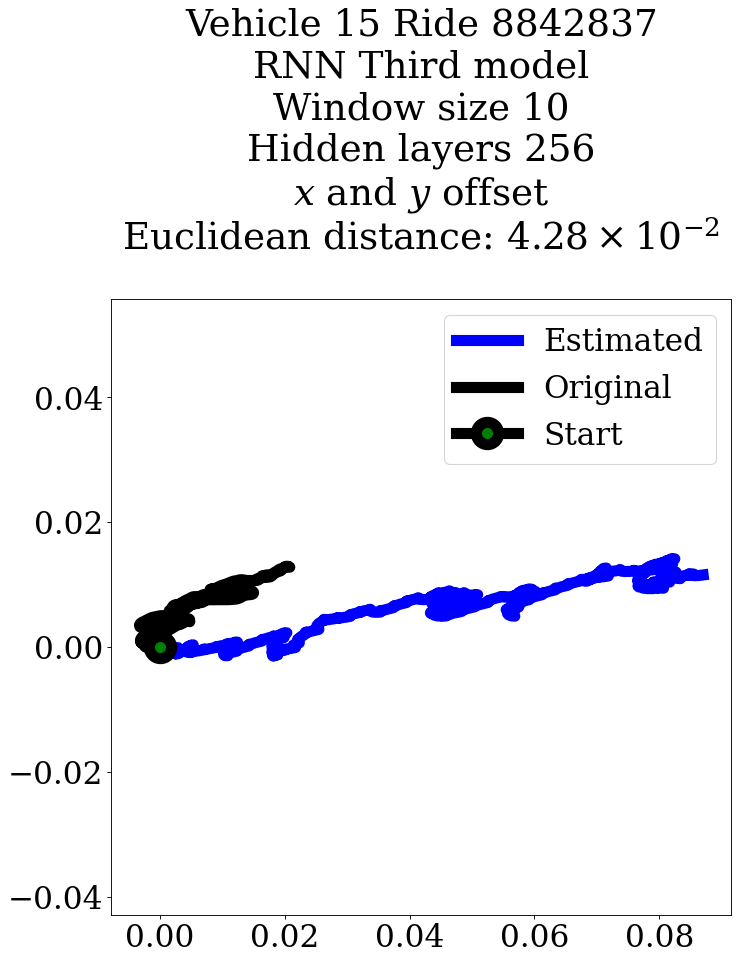 Vehicle 15 Ride 8842837
RNN Third model
Window size 10
Hidden layers 256
x and y offset
Euclidean distance: 4.28 × 10⁻²
Estimated
Original
Start
0.04
0.02
0.00
−0.02
−0.04
0.00 0.02 0.04 0.06 0.08